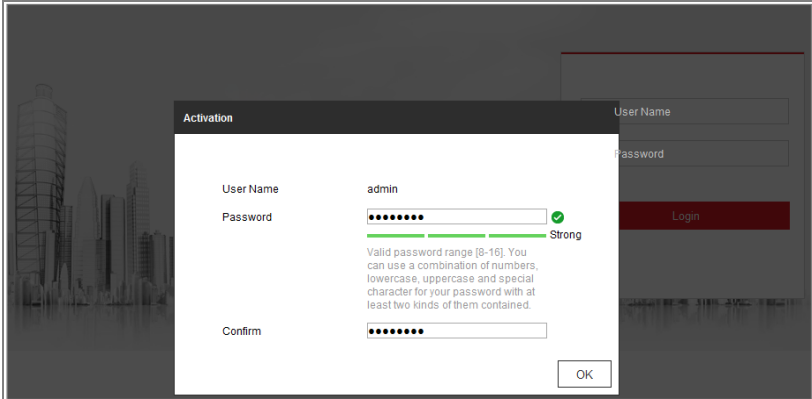 User Name
Activation
Password
User Name admin
Password ●●●●●●●●
Login
Strong
Valid password range [8-16]. You
can use a combination of numbers,
lowercase, uppercase and special
character for your password with at
least two kinds of them contained.
Confirm ●●●●●●●●
OK